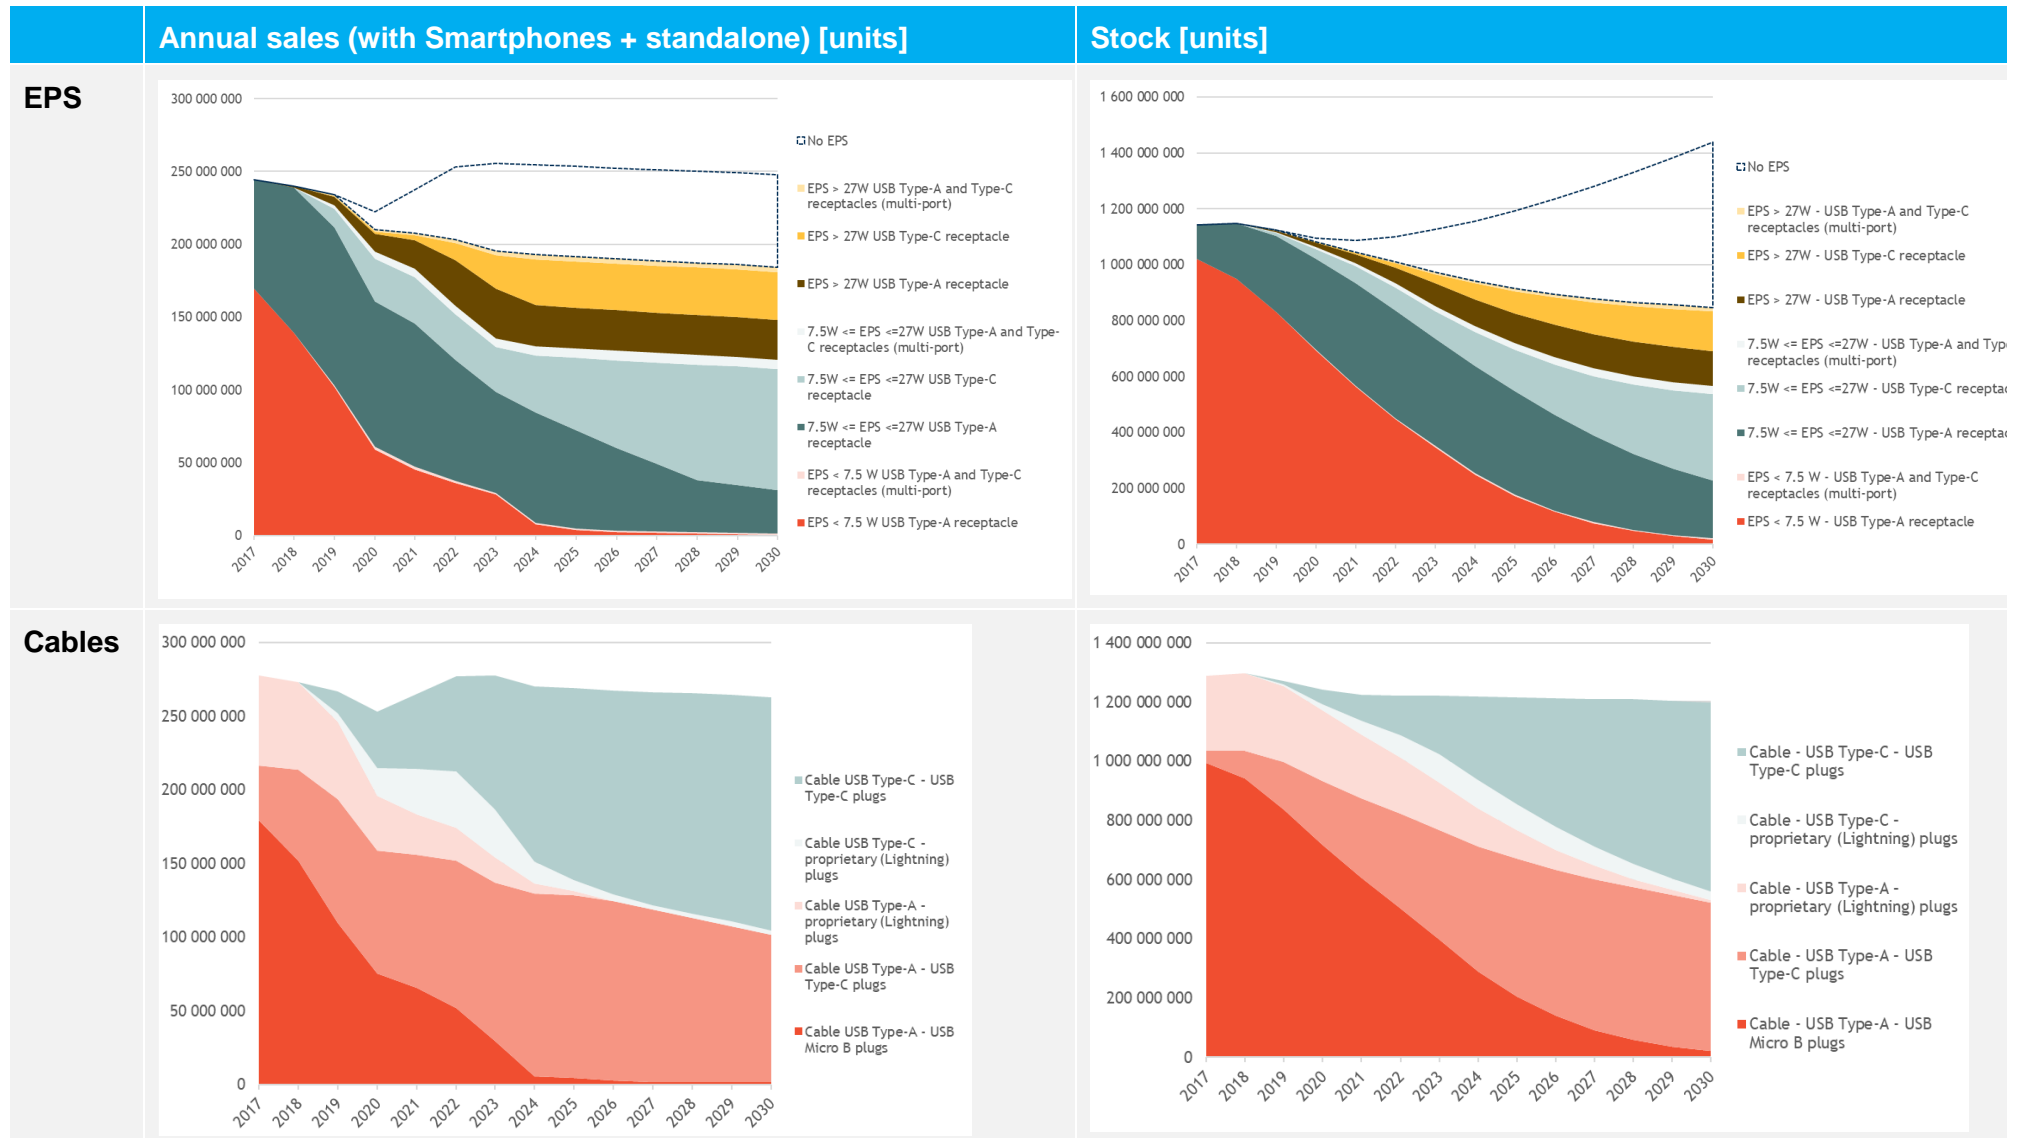 Annual sales (with Smartphones + standalone) [units]
Stock [units]
EPS
300 000 000
250 000 000
200 000 000
150 000 000
100 000 000
50 000 000
0
2017
2018
2019
2020
2021
2022
2023
2024
2025
2026
2027
2028
2029
2030
No EPS
EPS > 27W USB Type-A and Type-C
receptacles (multi-port)
EPS > 27W USB Type-C receptacle
EPS > 27W USB Type-A receptacle
7.5W <= EPS <=27W USB Type-A and Type-
C receptacles (multi-port)
7.5W <= EPS <=27W USB Type-C
receptacle
7.5W <= EPS <=27W USB Type-A
receptacle
EPS < 7.5 W USB Type-A and Type-C
receptacles (multi-port)
EPS < 7.5 W USB Type-A receptacle
1 600 000 000
1 400 000 000
1 200 000 000
1 000 000 000
800 000 000
600 000 000
400 000 000
200 000 000
0
2017
2018
2019
2020
2021
2022
2023
2024
2025
2026
2027
2028
2029
2030
No EPS
EPS > 27W - USB Type-A and Type-C
receptacles (multi-port)
EPS > 27W - USB Type-C receptacle
EPS > 27W - USB Type-A receptacle
7.5W <= EPS <=27W - USB Type-A and Typ
receptacles (multi-port)
7.5W <= EPS <=27W - USB Type-C receptac
7.5W <= EPS <=27W - USB Type-A receptac
EPS < 7.5 W - USB Type-A and Type-C
receptacles (multi-port)
EPS < 7.5 W - USB Type-A receptacle
Cables
300 000 000
250 000 000
200 000 000
150 000 000
100 000 000
50 000 000
0
2017
2018
2019
2020
2021
2022
2023
2024
2025
2026
2027
2028
2029
2030
Cable USB Type-C - USB
Type-C plugs
Cable USB Type-C -
proprietary (Lightning)
plugs
Cable USB Type-A -
proprietary (Lightning)
plugs
Cable USB Type-A - USB
Type-C plugs
Cable USB Type-A - USB
Micro B plugs
1 400 000 000
1 200 000 000
1 000 000 000
800 000 000
600 000 000
400 000 000
200 000 000
0
2017
2018
2019
2020
2021
2022
2023
2024
2025
2026
2027
2028
2029
2030
Cable - USB Type-C - USB
Type-C plugs
Cable - USB Type-C -
proprietary (Lightning) plugs
Cable - USB Type-A -
proprietary (Lightning) plugs
Cable - USB Type-A - USB
Type-C plugs
Cable - USB Type-A - USB
Micro B plugs